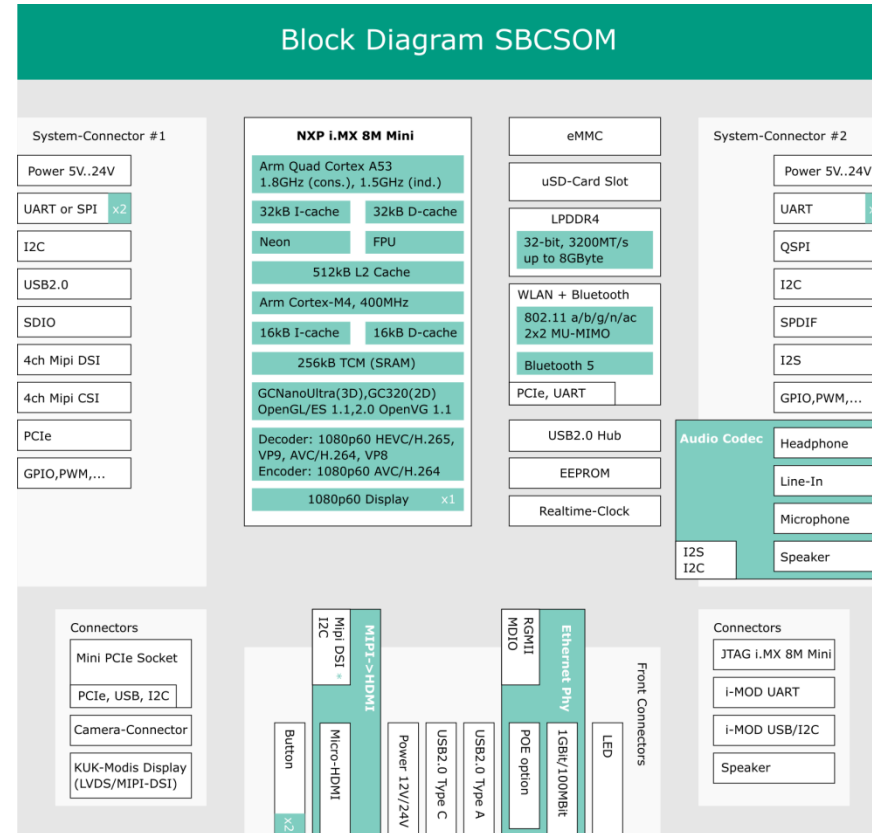 Block Diagram SBCSOM
System-Connector #1
Power 5V..24V
UART or SPI x2
I2C
USB2.0
SDIO
4ch Mipi DSI
4ch Mipi CSI
PCIe
GPIO,PWM,...
NXP i.MX 8M Mini
Arm Quad Cortex A53
1.8GHz (cons.), 1.5GHz (ind.)
32kB I-cache
32kB D-cache
Neon
FPU
512kB L2 Cache
Arm Cortex-M4, 400MHz
16kB I-cache
16kB D-cache
256kB TCM (SRAM)
GCNanoUltra(3D),GC320(2D)
OpenGL/ES 1.1,2.0 OpenVG 1.1
Decoder: 1080p60 HEVC/H.265,
VP9, AVC/H.264, VP8
Encoder: 1080p60 AVC/H.264
1080p60 Display x1
eMMC
uSD-Card Slot
LPDDR4
32-bit, 3200MT/s
up to 8GByte
WLAN + Bluetooth
802.11 a/b/g/n/ac
2x2 MU-MIMO
Bluetooth 5
PCIe, UART
USB2.0 Hub
EEPROM
Realtime-Clock
System-Connector #2
Power 5V..24V
UART
QSPI
I2C
SPDIF
I2S
GPIO,PWM,...
Audio Codec
Headphone
Line-In
Microphone
Speaker
I2S
I2C
Connectors
Mini PCIe Socket
PCIe, USB, I2C
Camera-Connector
KUK-Modis Display
(LVDS/MIPI-DSI)
Mipi DSI *
I2C
MIPI->HDMI
RGMII
MDIO
Ethernet Phy
Front Connectors
Button x2
Micro-HDMI
Power 12V/24V
USB2.0 Type C
USB2.0 Type A
POE option
1GBit/100MBit
LED
Connectors
JTAG i.MX 8M Mini
i-MOD UART
i-MOD USB/I2C
Speaker